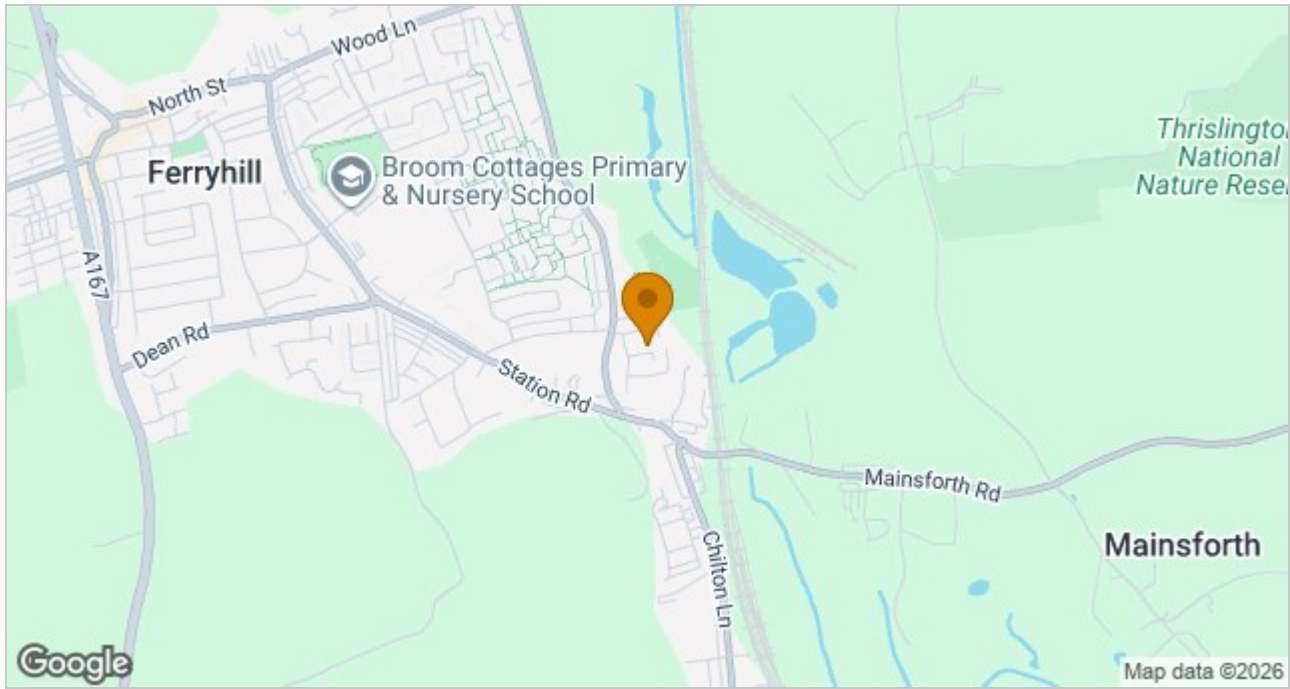 Wood Ln
North St
Ferryhill
Broom Cottages Primary
& Nursery School
Thrislington
National
Nature Rese
A167
Dean Rd
Station Rd
Mainsforth Rd
Mainsforth
Chilton Ln
Google
Map data ©2026